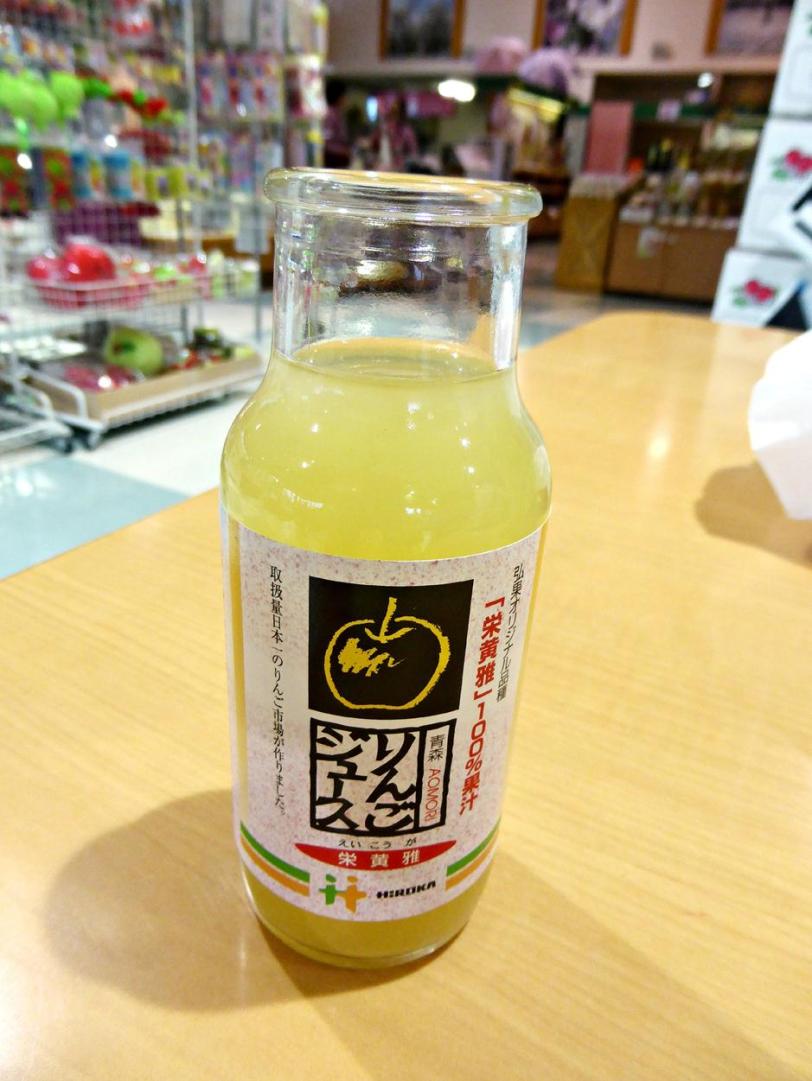 弘果オリジナル品種
「栄黄雅」100%果汁
取扱量日本一のりんご市場が作りました。
青森 AOMORI
りんご
ジュース
えい こう が
栄黄雅
HIROKA